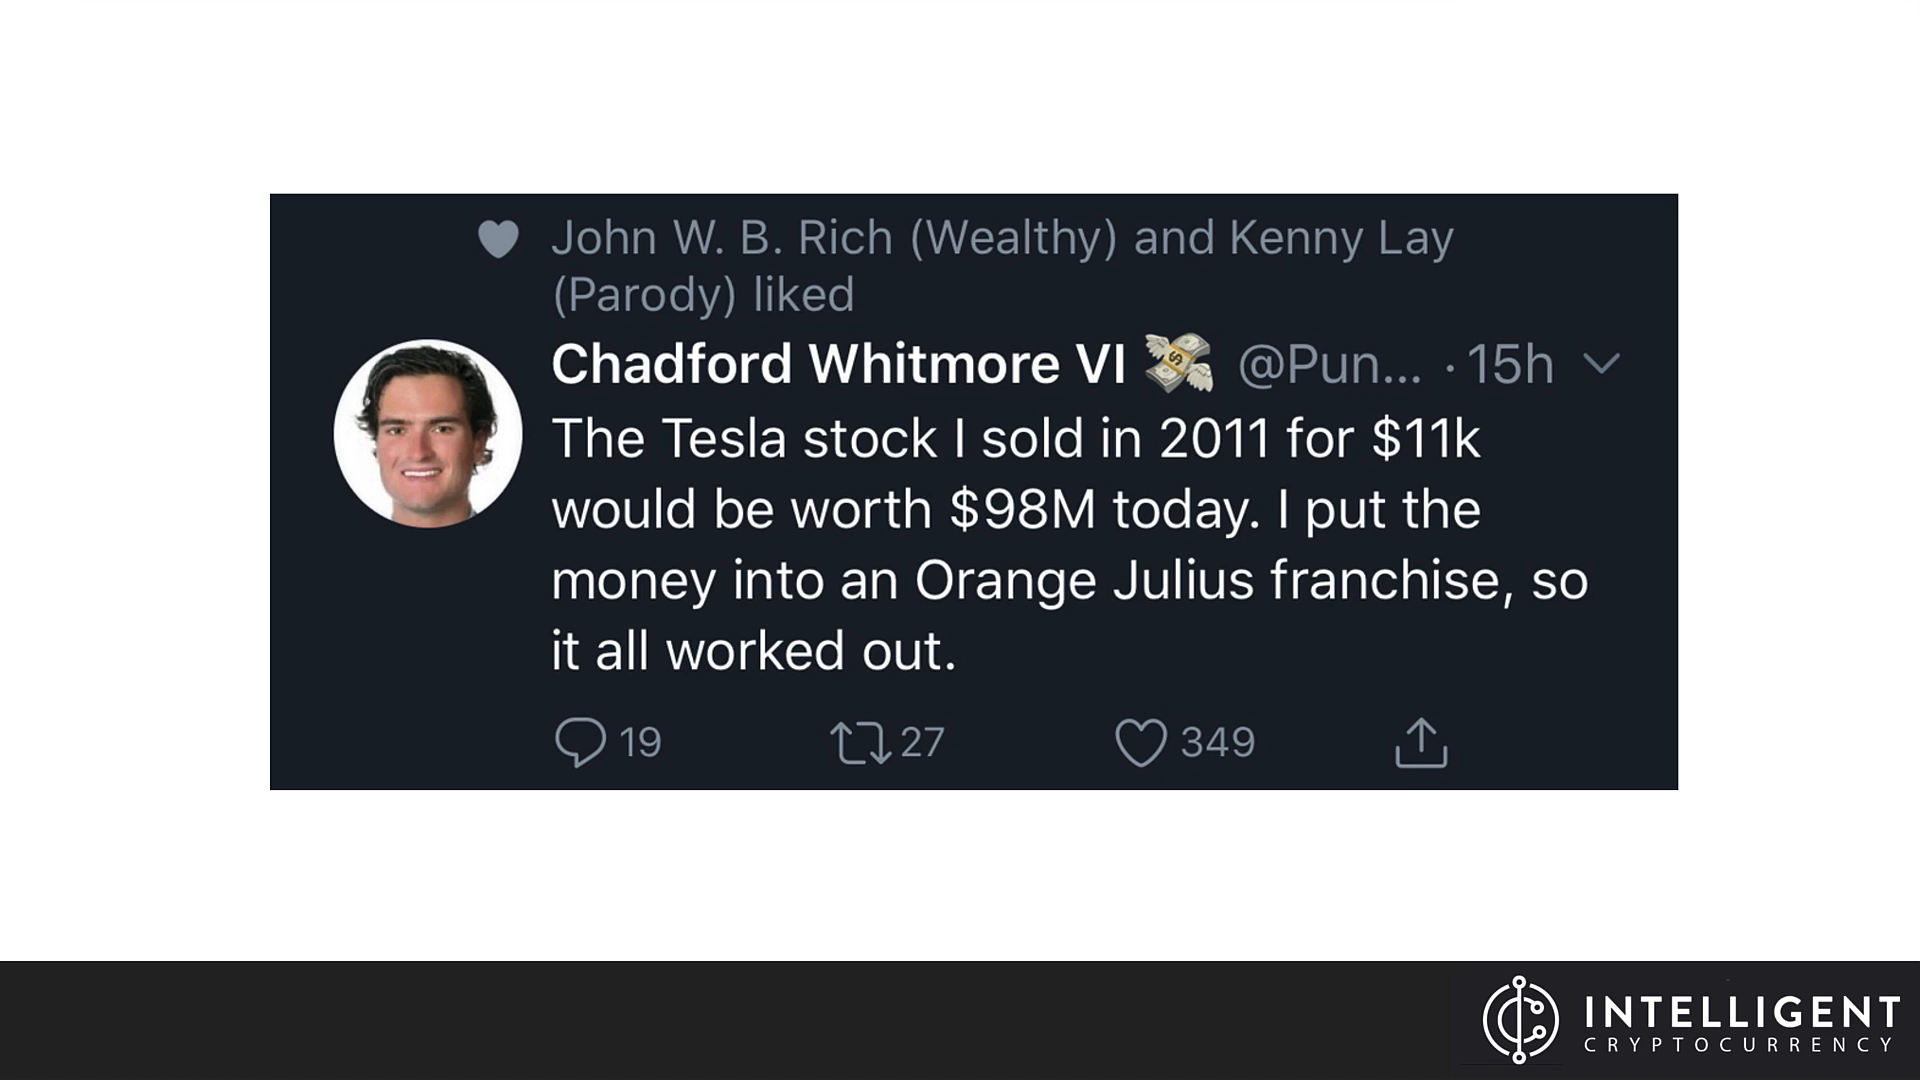 John W. B. Rich (Wealthy) and Kenny Lay
(Parody) liked
Chadford Whitmore VI 💸 @Pun... · 15h
The Tesla stock I sold in 2011 for $11k
would be worth $98M today. I put the
money into an Orange Julius franchise, so
it all worked out.
19 27 349
INTELLIGENT
CRYPTOCURRENCY